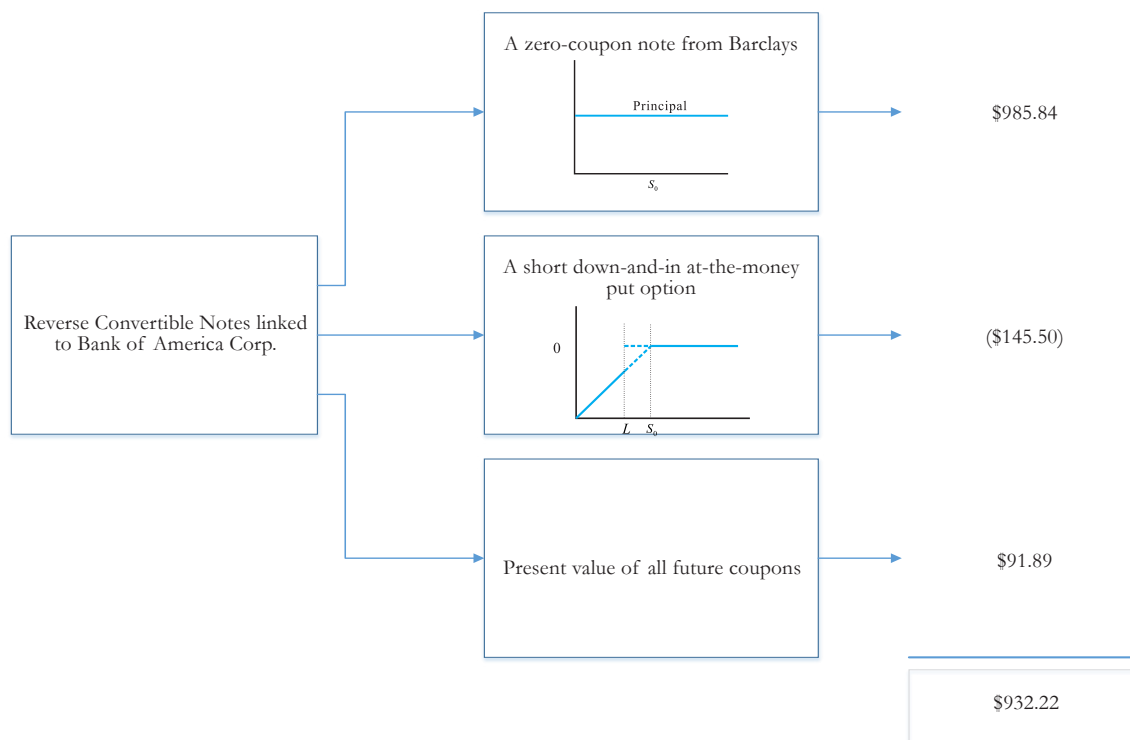 A zero-coupon note from Barclays
Principal
S₀
$985.84
Reverse Convertible Notes linked
to Bank of America Corp.
A short down-and-in at-the-money
put option
0
L S₀
($145.50)
Present value of all future coupons
$91.89
$932.22